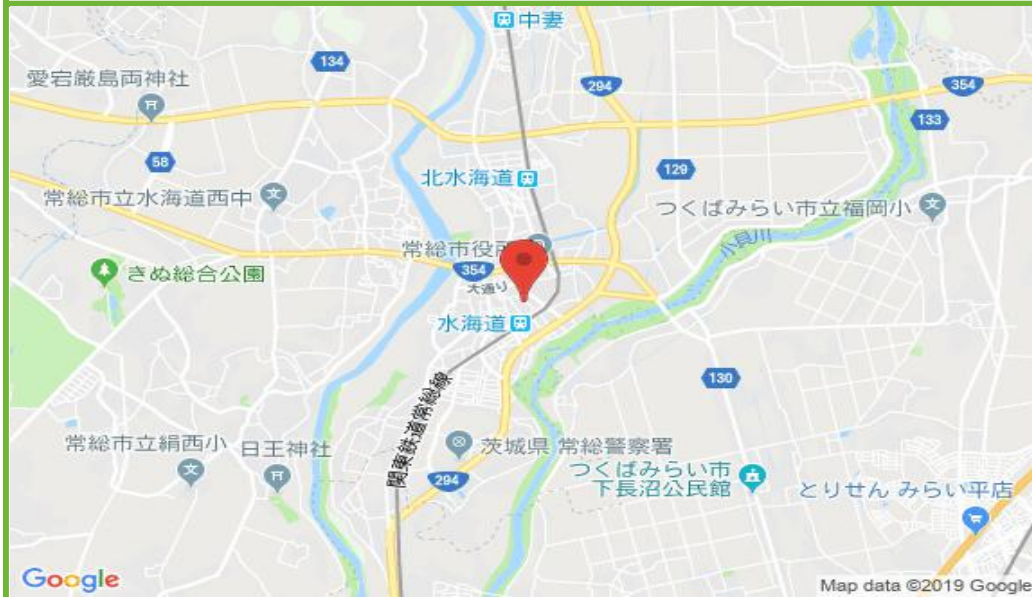 中妻
134
愛宕厳島両神社
294
354
133
58
129
北水海道
常総市立水海道西中
つくばみらい市立福岡小
小貝川
常総市役所
354
きぬ総合公園
大通り
水海道
130
関東鉄道常総線
常総市立絹西小
日王神社
茨城県 常総警察署
つくばみらい市
下長沼公民館
294
とりせん みらい平店
Google
Map data ©2019 Google